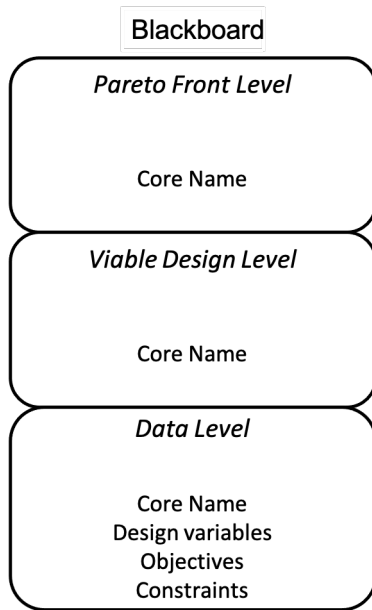 Blackboard
Pareto Front Level
Core Name
Viable Design Level
Core Name
Data Level
Core Name
Design variables
Objectives
Constraints